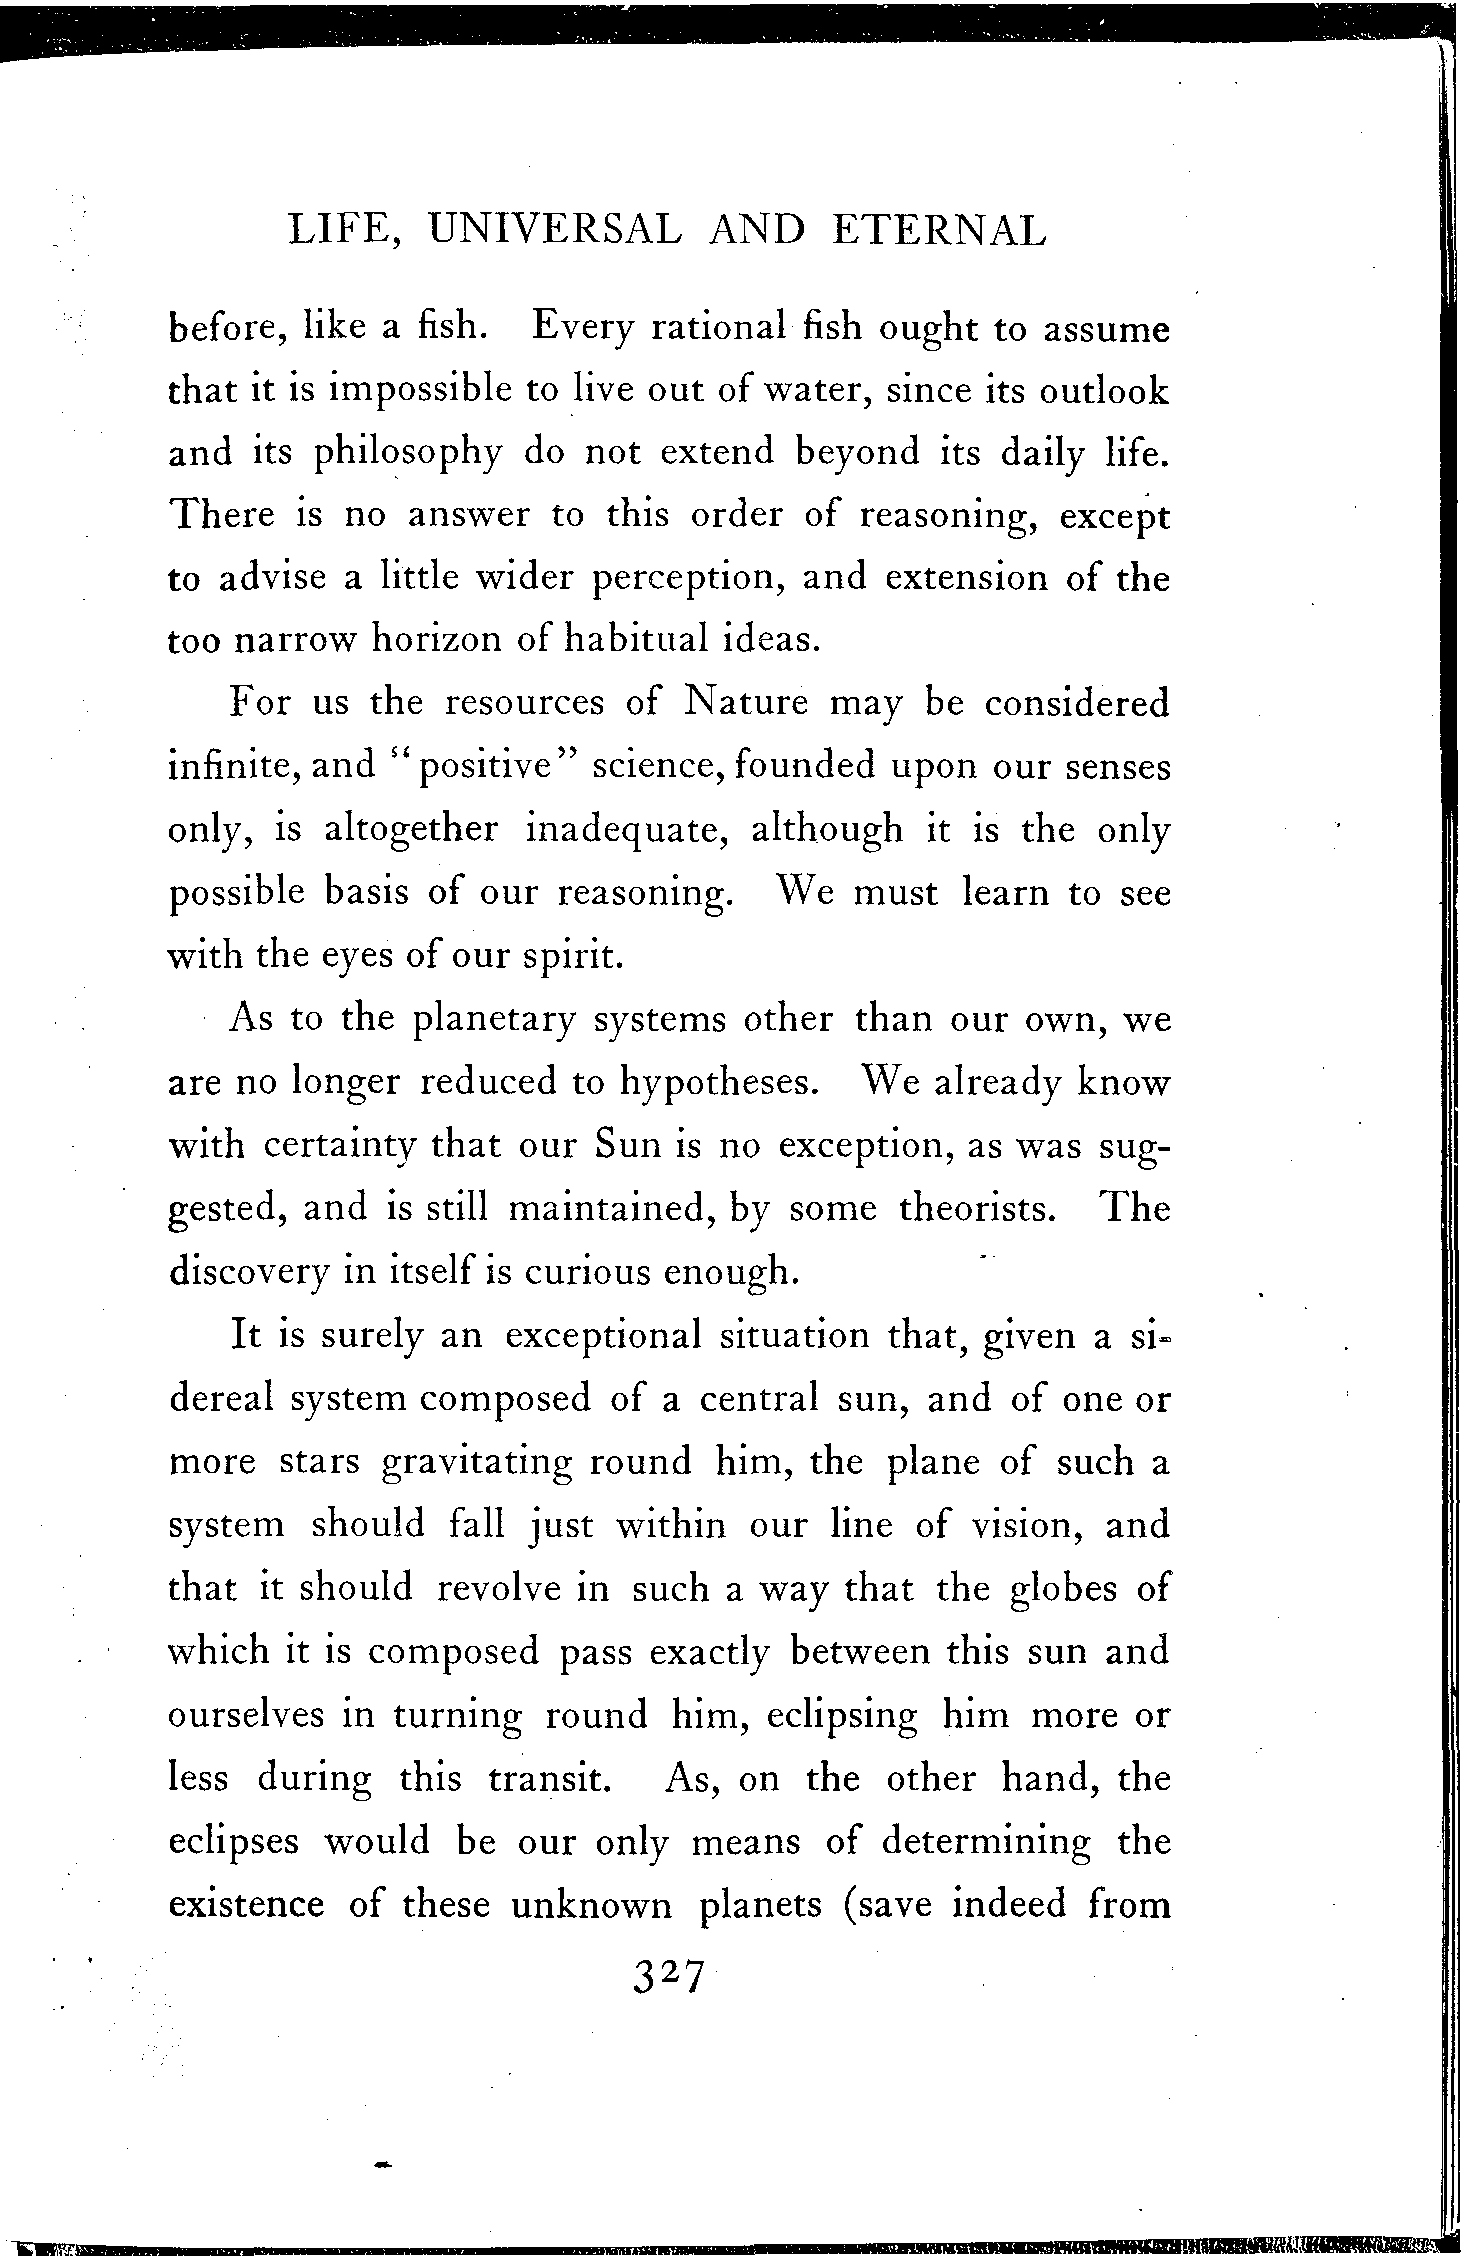 LIFE, UNIVERSAL AND ETERNAL
before, like a fish. Every rational fish ought to assume
that it is impossible to live out of water, since its outlook
and its philosophy do not extend beyond its daily life.
There is no answer to this order of reasoning, except
to advise a little wider perception, and extension of the
too narrow horizon of habitual ideas.
For us the resources of Nature may be considered
infinite, and “positive” science, founded upon our senses
only, is altogether inadequate, although it is the only
possible basis of our reasoning. We must learn to see
with the eyes of our spirit.
As to the planetary systems other than our own, we
are no longer reduced to hypotheses. We already know
with certainty that our Sun is no exception, as was sug-
gested, and is still maintained, by some theorists. The
discovery in itself is curious enough.
It is surely an exceptional situation that, given a si-
dereal system composed of a central sun, and of one or
more stars gravitating round him, the plane of such a
system should fall just within our line of vision, and
that it should revolve in such a way that the globes of
which it is composed pass exactly between this sun and
ourselves in turning round him, eclipsing him more or
less during this transit. As, on the other hand, the
eclipses would be our only means of determining the
existence of these unknown planets (save indeed from
327